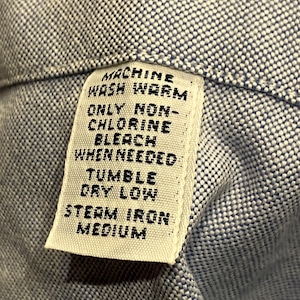 MACHINE
WASH WARM
ONLY NON-
CHLORINE
BLEACH
WHEN NEEDED
TUMBLE
DRY LOW
STEAM IRON
MEDIUM